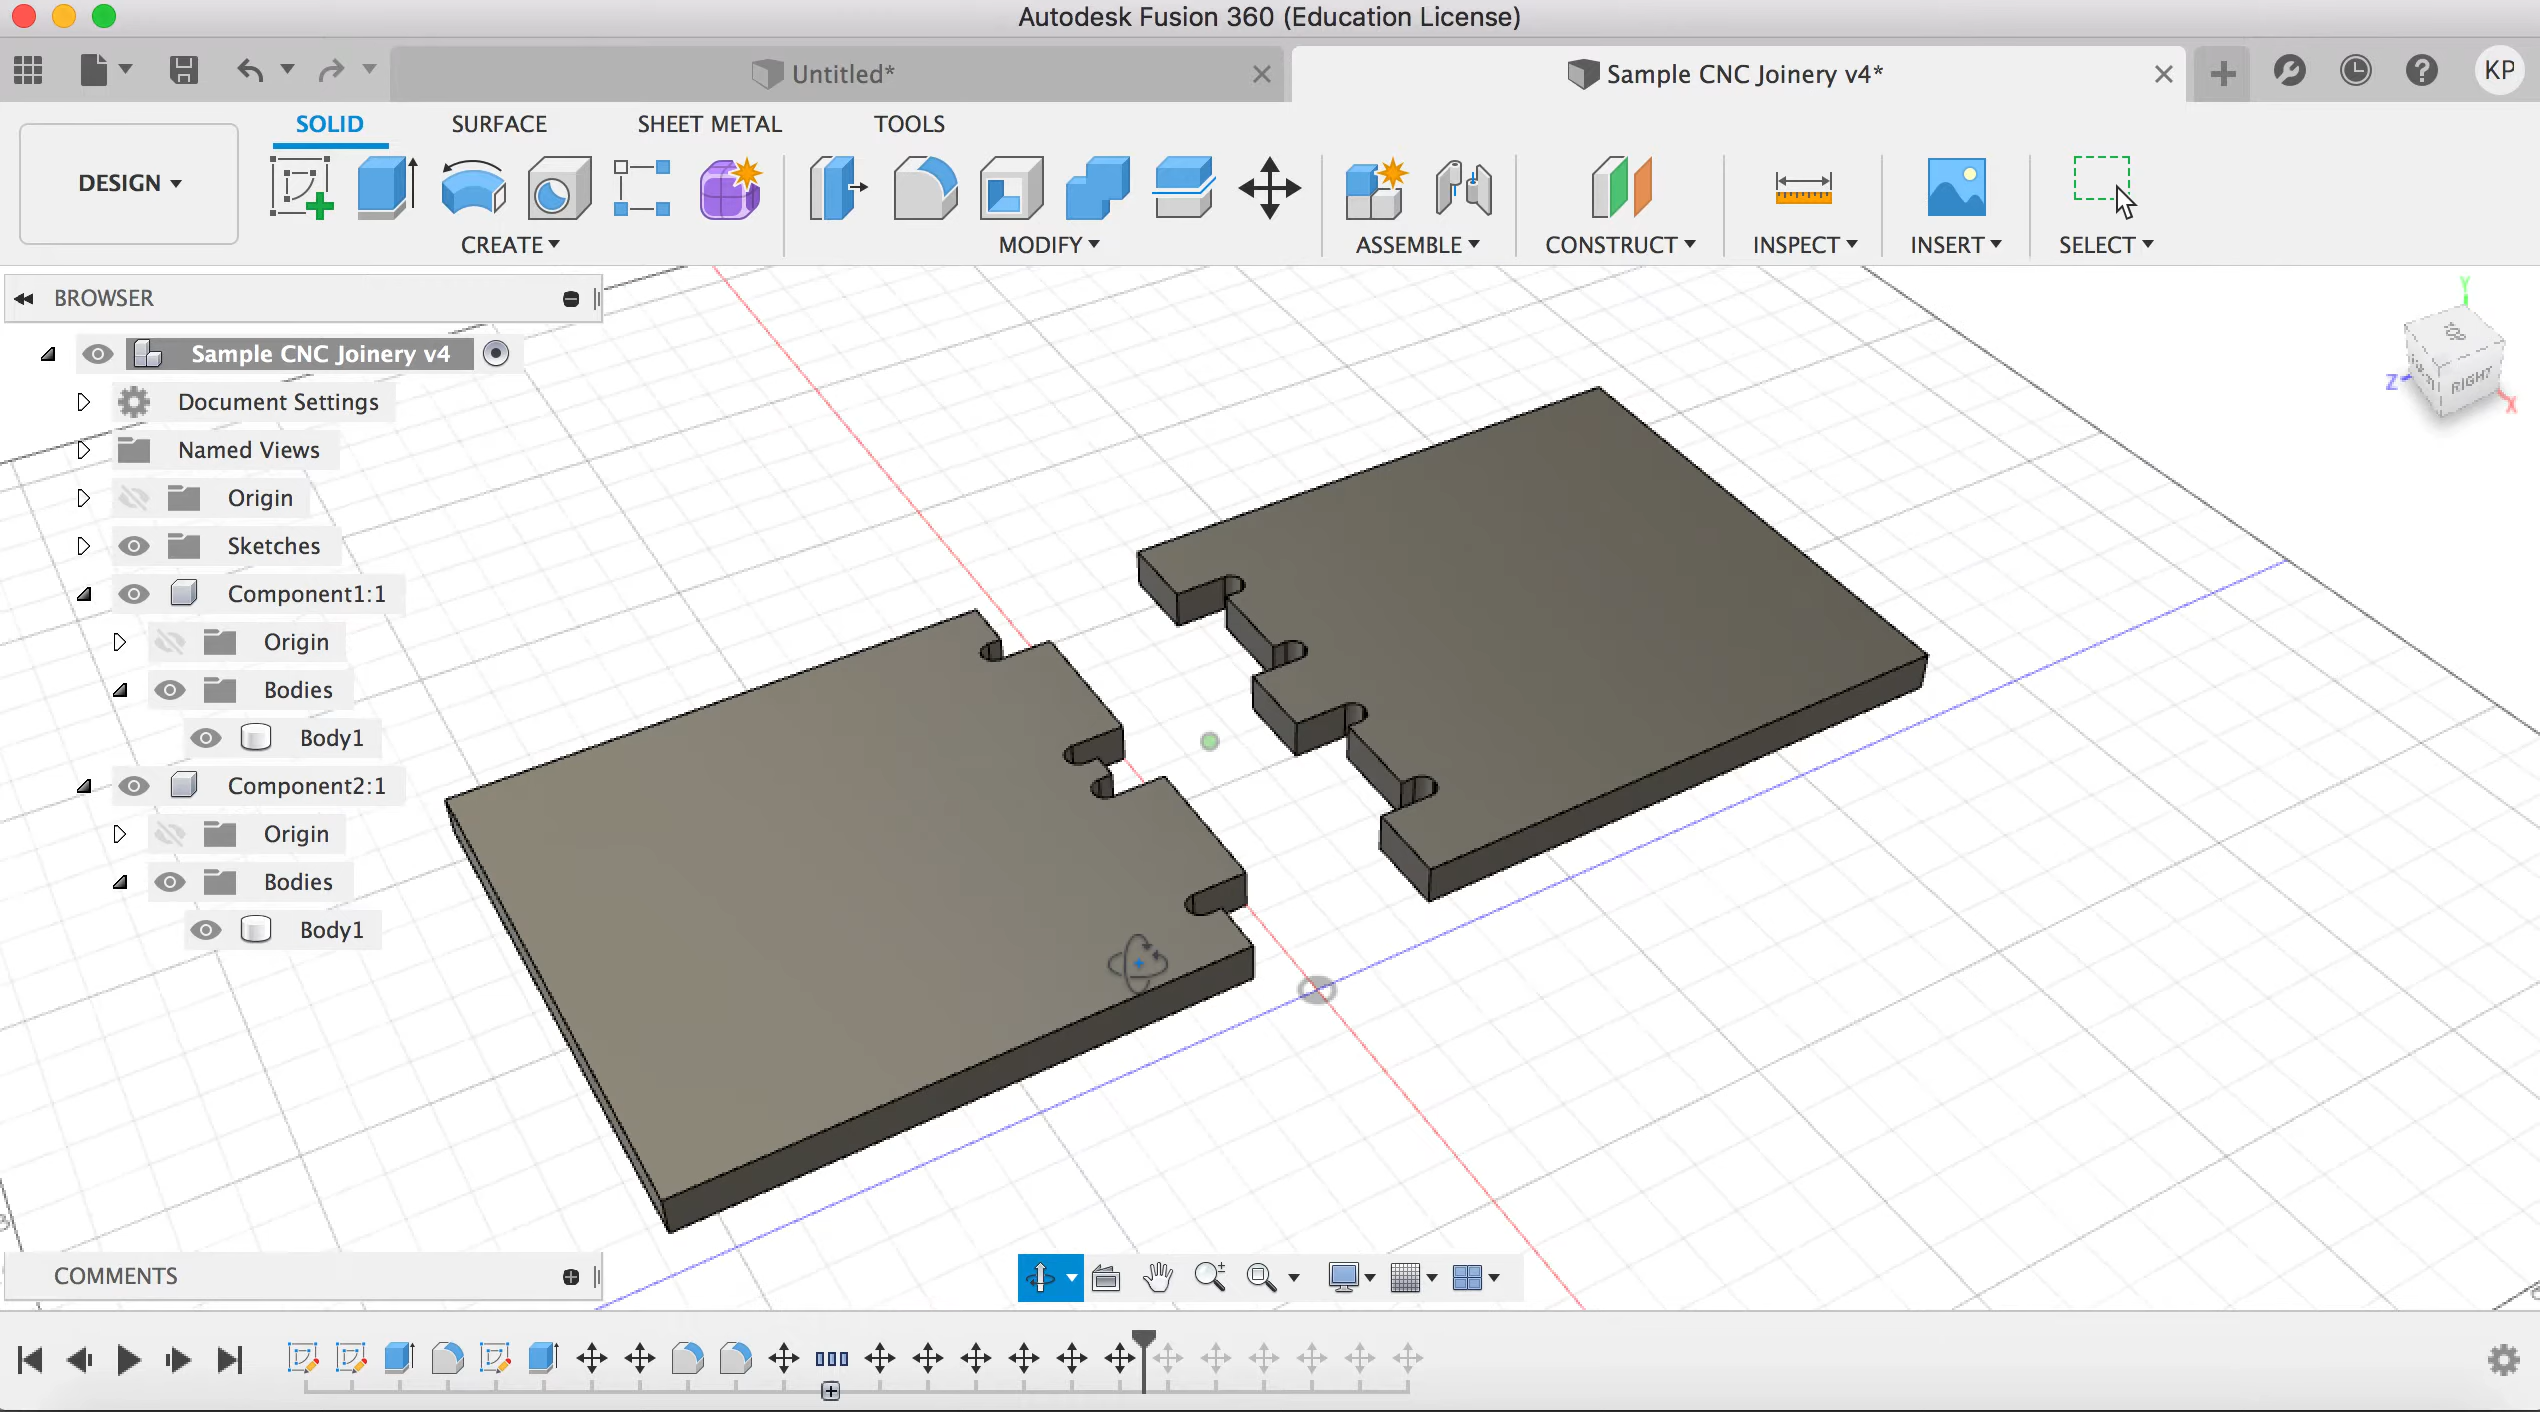 Autodesk Fusion 360 (Education License)
Untitled*
Sample CNC Joinery v4*
KP
SOLID
SURFACE
SHEET METAL
TOOLS
DESIGN
CREATE
MODIFY
ASSEMBLE
CONSTRUCT
INSPECT
INSERT
SELECT
BROWSER
Sample CNC Joinery v4
Document Settings
Named Views
Origin
Sketches
Component1:1
Origin
Bodies
Body1
Component2:1
Origin
Bodies
Body1
Y
TOP
Z
RIGHT
X
COMMENTS